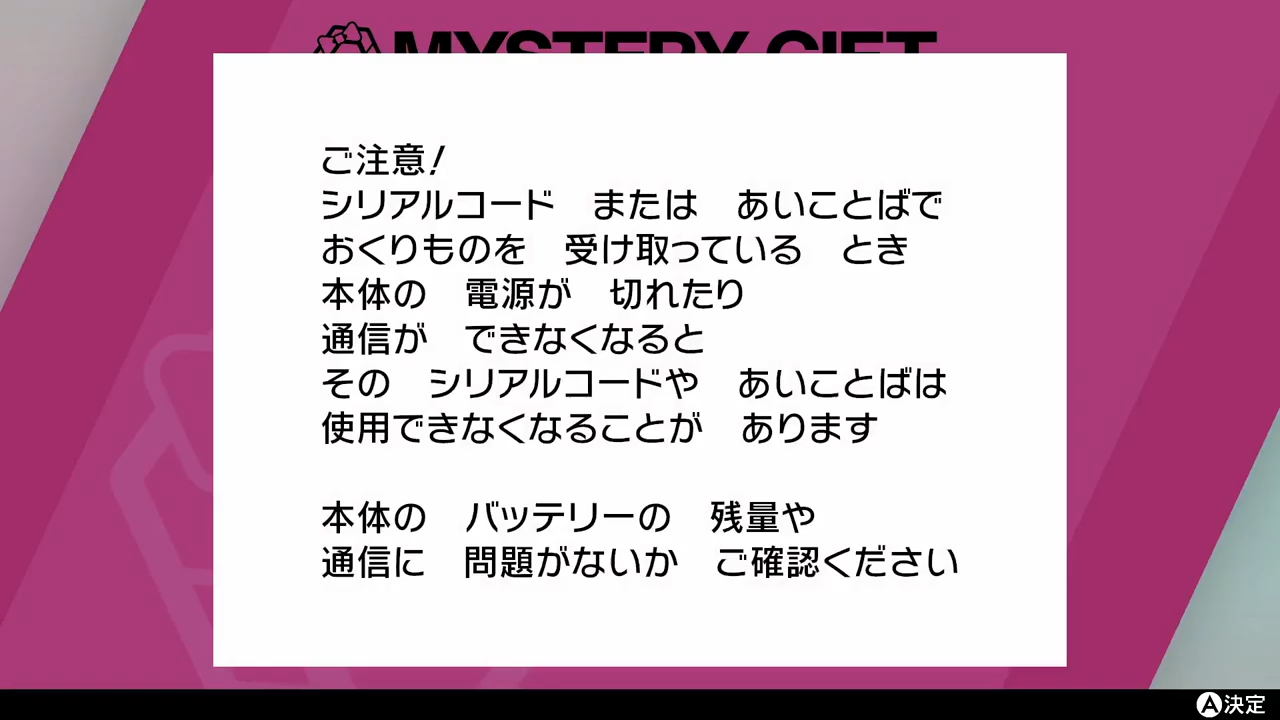 MYSTERY GIFT
ご注意!
シリアルコード　または　あいことばで
おくりものを　受け取っている　とき
本体の　電源が　切れたり
通信が　できなくなると
その　シリアルコードや　あいことばは
使用できなくなることが　あります
本体の　バッテリーの　残量や
通信に　問題がないか　ご確認ください
A決定